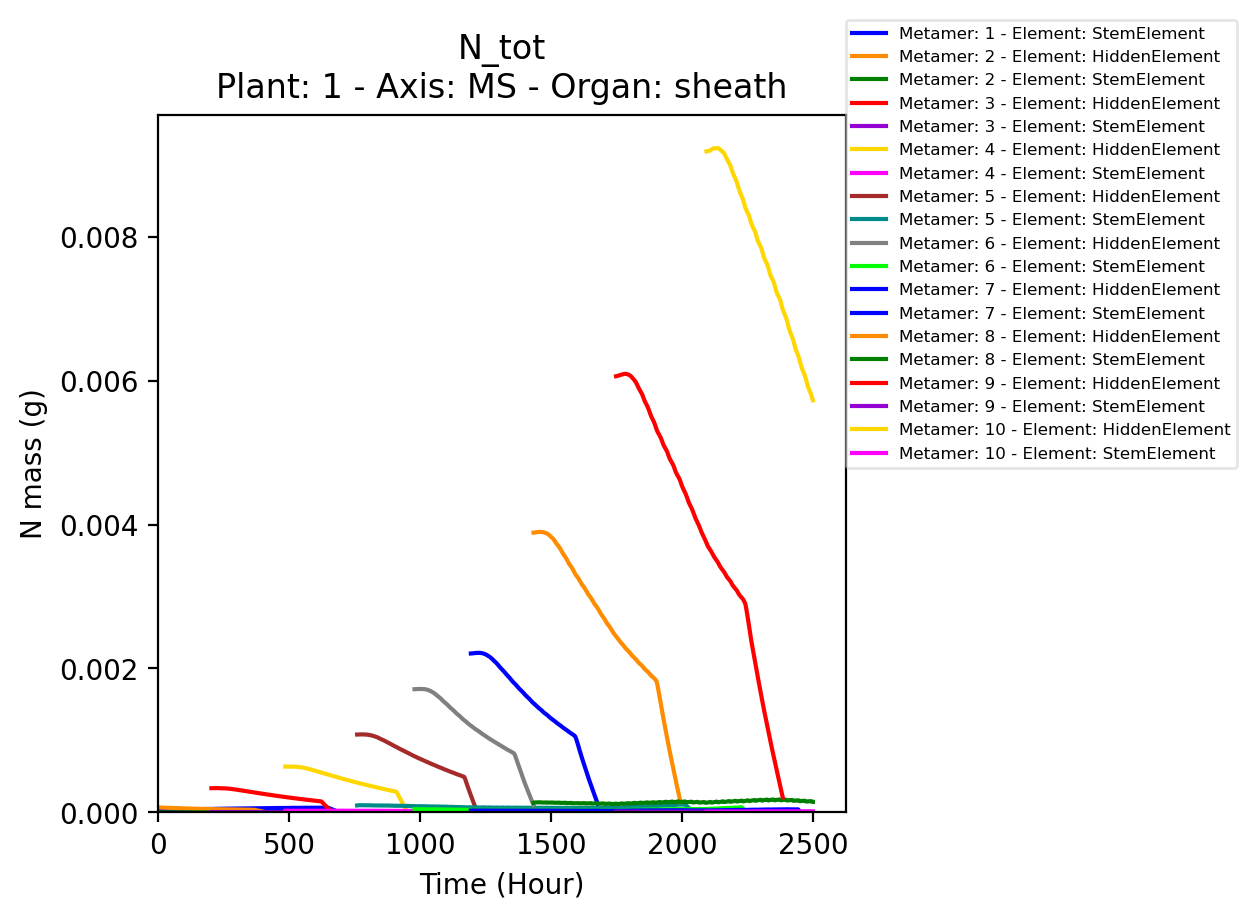 N_tot
Plant: 1 - Axis: MS - Organ: sheath
Metamer: 1 - Element: StemElement
Metamer: 2 - Element: HiddenElement
Metamer: 2 - Element: StemElement
Metamer: 3 - Element: HiddenElement
Metamer: 3 - Element: StemElement
Metamer: 4 - Element: HiddenElement
Metamer: 4 - Element: StemElement
Metamer: 5 - Element: HiddenElement
Metamer: 5 - Element: StemElement
Metamer: 6 - Element: HiddenElement
Metamer: 6 - Element: StemElement
Metamer: 7 - Element: HiddenElement
Metamer: 7 - Element: StemElement
Metamer: 8 - Element: HiddenElement
Metamer: 8 - Element: StemElement
Metamer: 9 - Element: HiddenElement
Metamer: 9 - Element: StemElement
Metamer: 10 - Element: HiddenElement
Metamer: 10 - Element: StemElement
N mass (g)
0.008
0.006
0.004
0.002
0.000
0 500 1000 1500 2000 2500
Time (Hour)